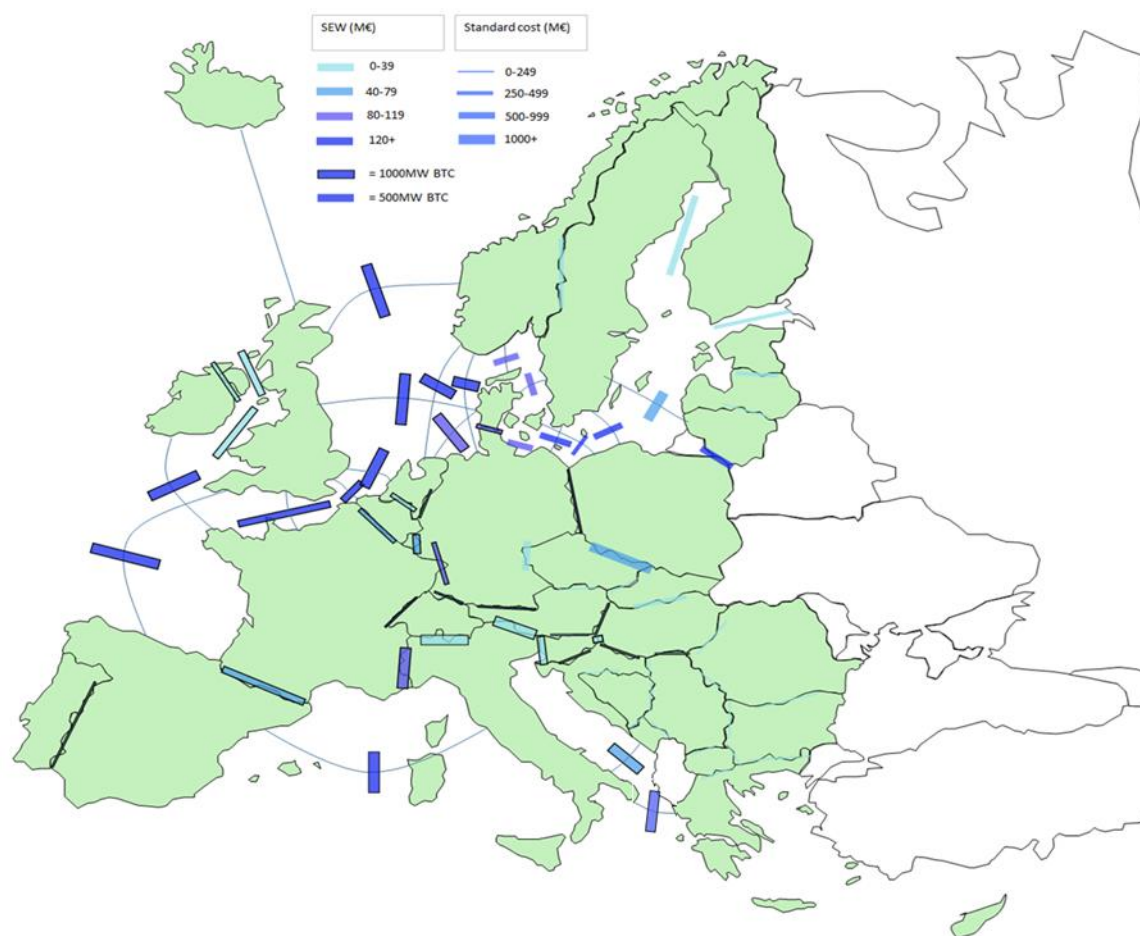 SEW (M€)
Standard cost (M€)
0-39
0-249
40-79
250-499
80-119
500-999
120+
1000+
= 1000MW BTC
= 500MW BTC